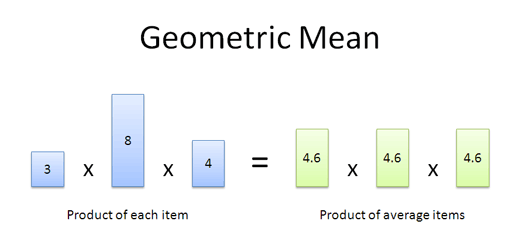 Geometric Mean
3 x 8 x 4 = 4.6 x 4.6 x 4.6
Product of each item
Product of average items